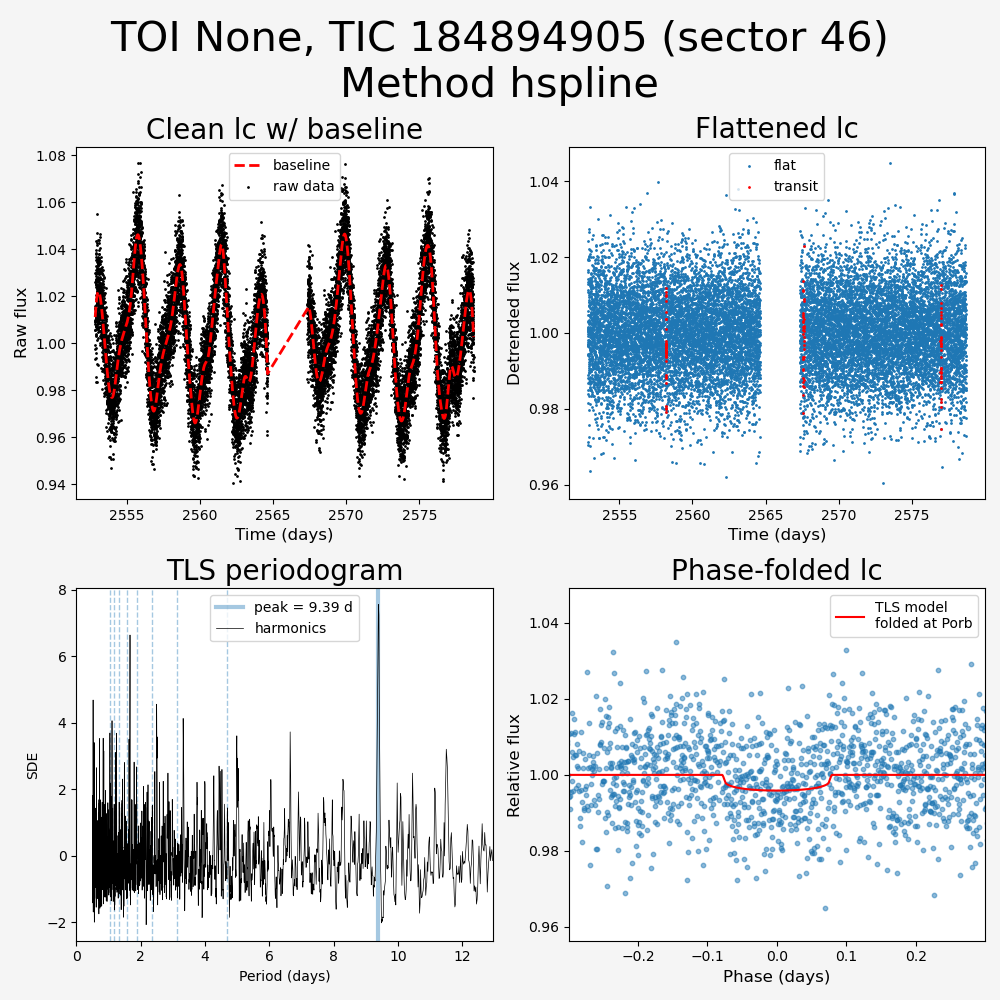 TOI None, TIC 184894905 (sector 46)
Method hspline
Clean lc w/ baseline
baseline
raw data
Raw flux
1.08
1.06
1.04
1.02
1.00
0.98
0.96
0.94
2555
2560
2565
2570
2575
Time (days)
Flattened lc
flat
transit
Detrended flux
1.04
1.02
1.00
0.98
0.96
2555
2560
2565
2570
2575
Time (days)
TLS periodogram
peak = 9.39 d
harmonics
SDE
8
6
4
2
0
−2
0
2
4
6
8
10
12
Period (days)
Phase-folded lc
TLS model
folded at Porb
Relative flux
1.04
1.02
1.00
0.98
0.96
−0.2
−0.1
0.0
0.1
0.2
Phase (days)